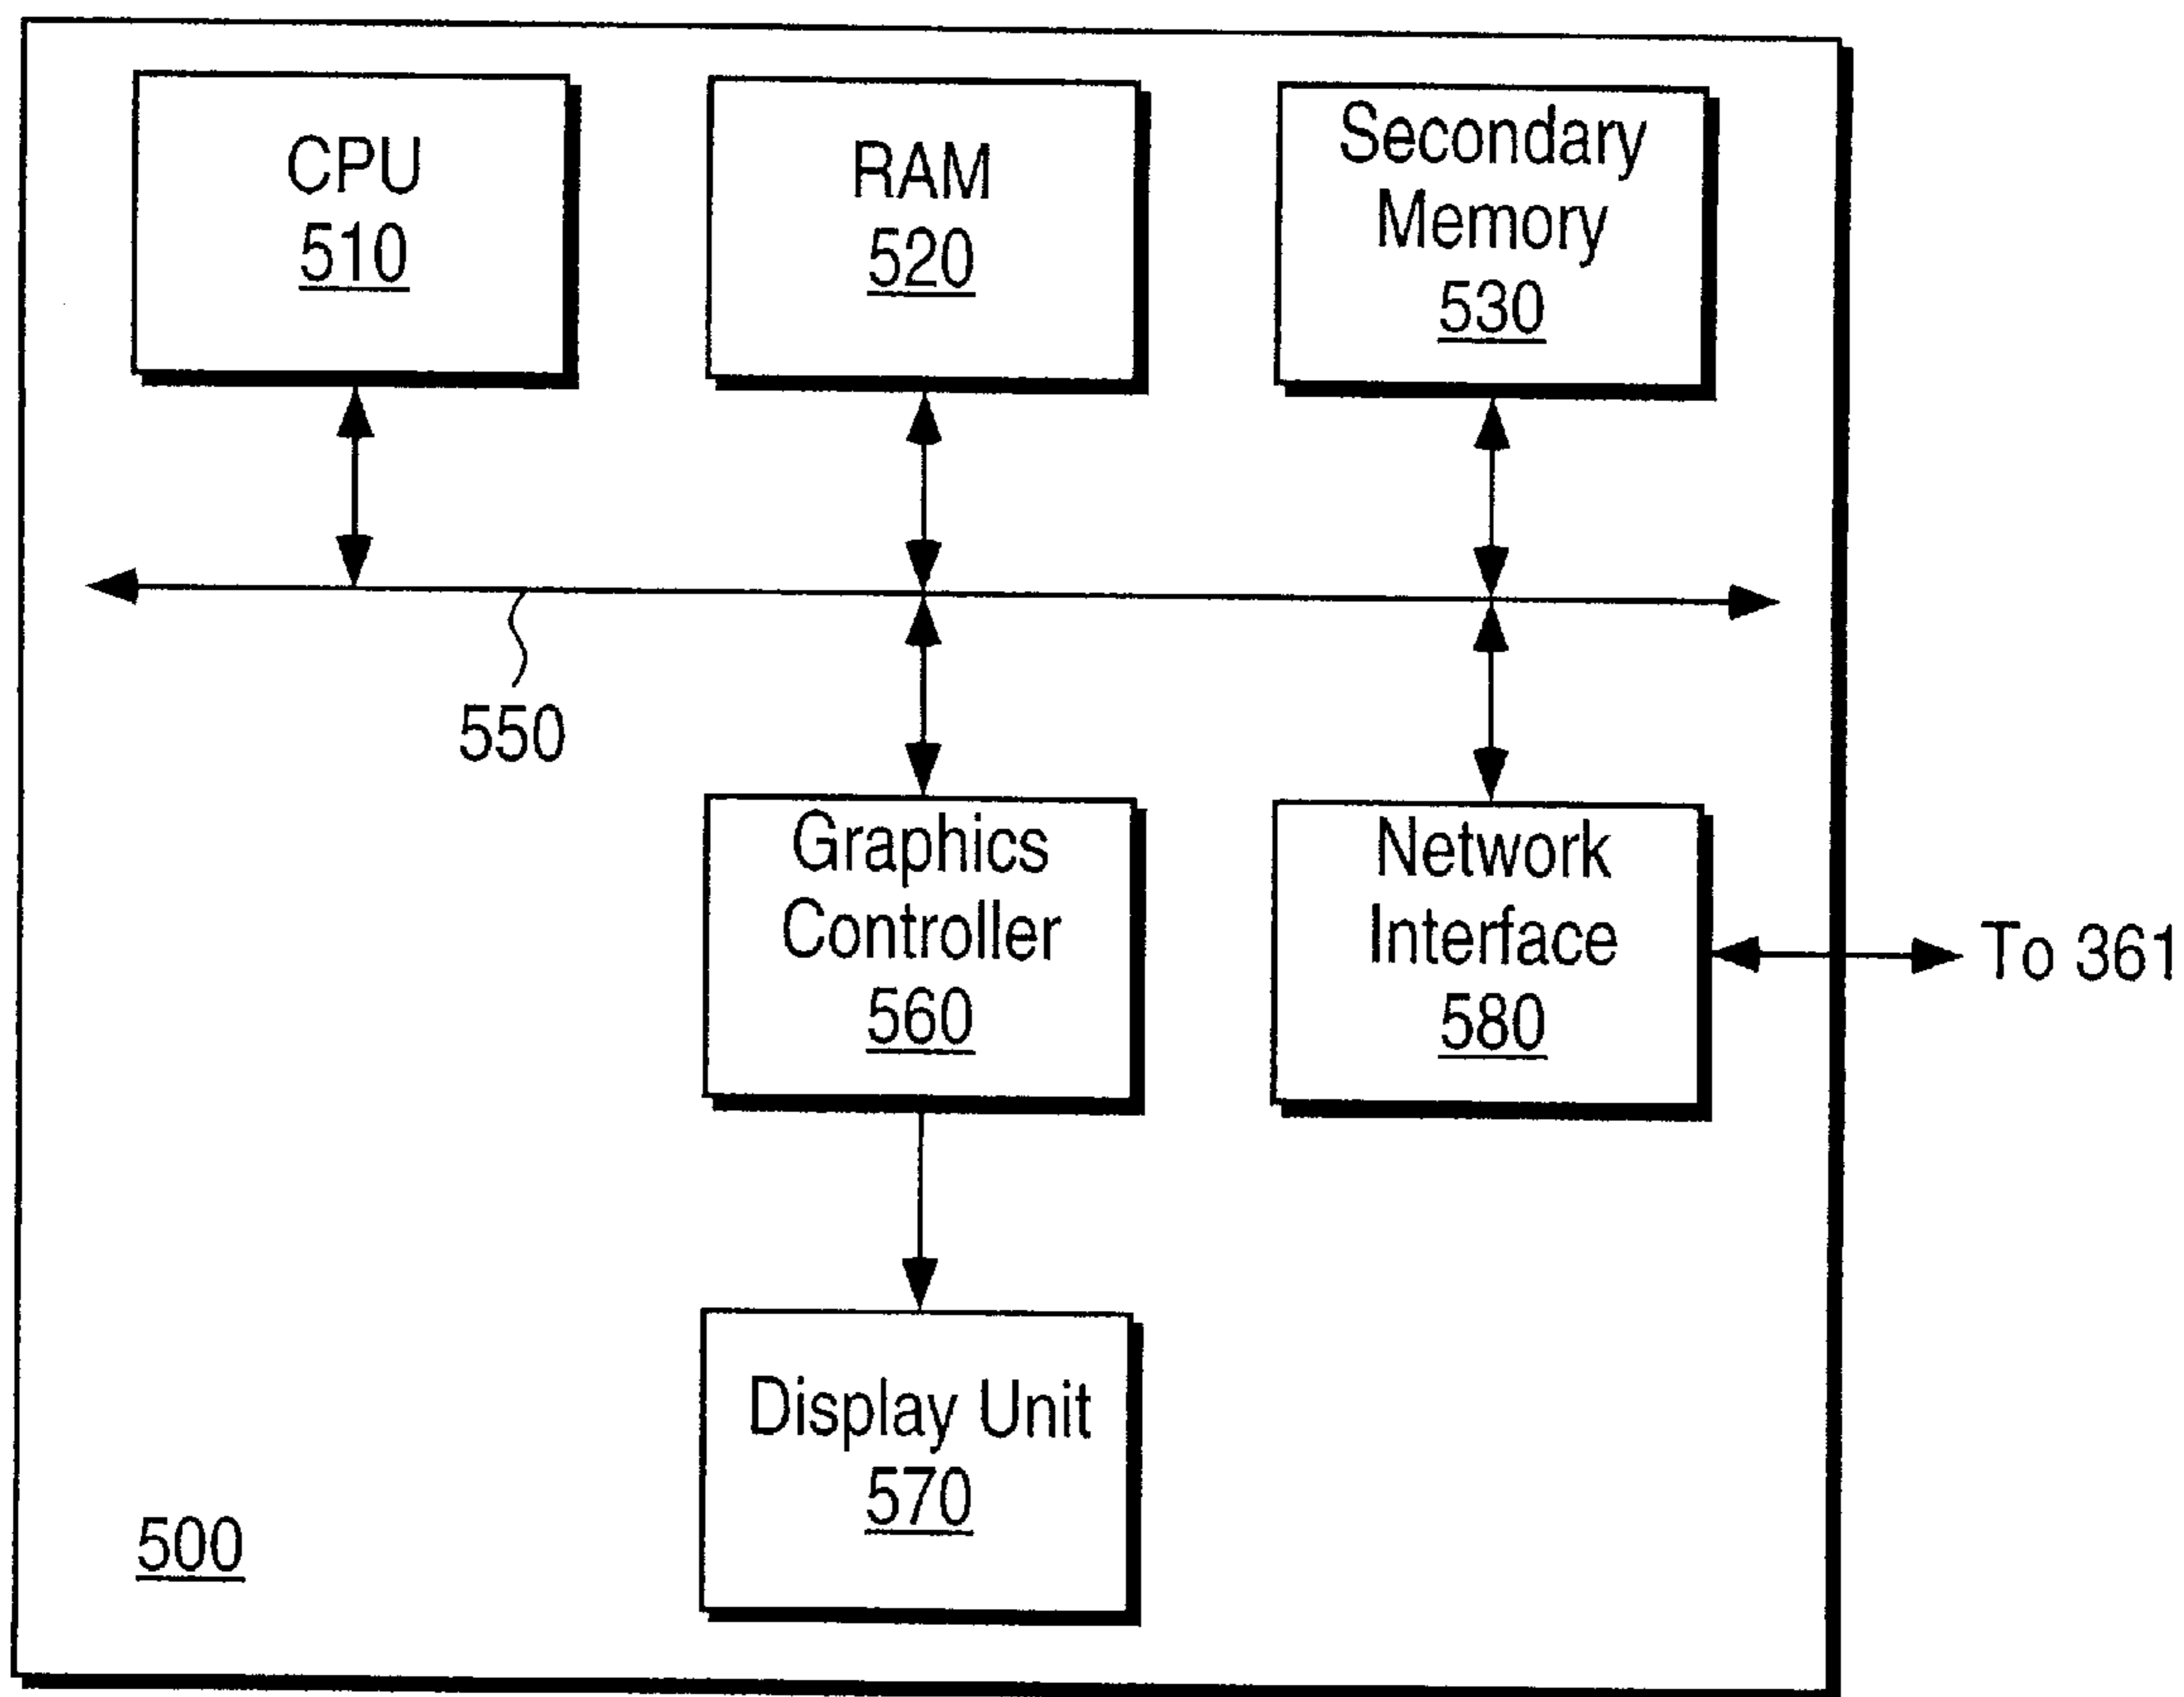 CPU
510
RAM
520
Secondary
Memory
530
550
Graphics
Controller
560
Network
Interface
580
To 361
Display Unit
570
500